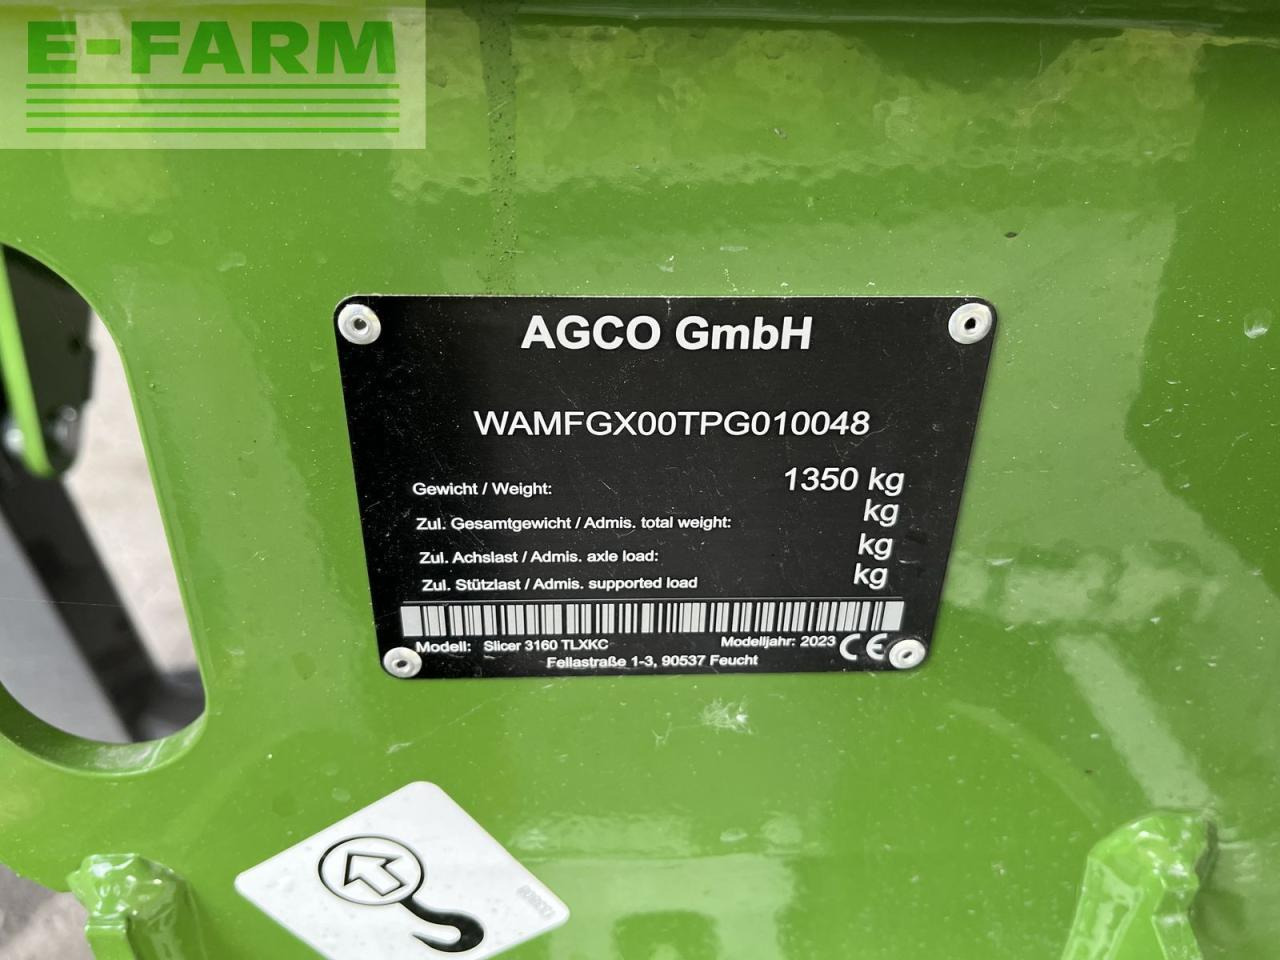 E-FARM
AGCO GmbH
WAMFGX00TPG010048
Gewicht / Weight: 1350 kg
Zul. Gesamtgewicht / Admis. total weight: kg
Zul. Achslast / Admis. axle load: kg
Zul. Stützlast / Admis. supported load kg
Modell: Slicer 3160 TLXKC Modelljahr: 2023 CE
Fellastraße 1-3, 90537 Feucht